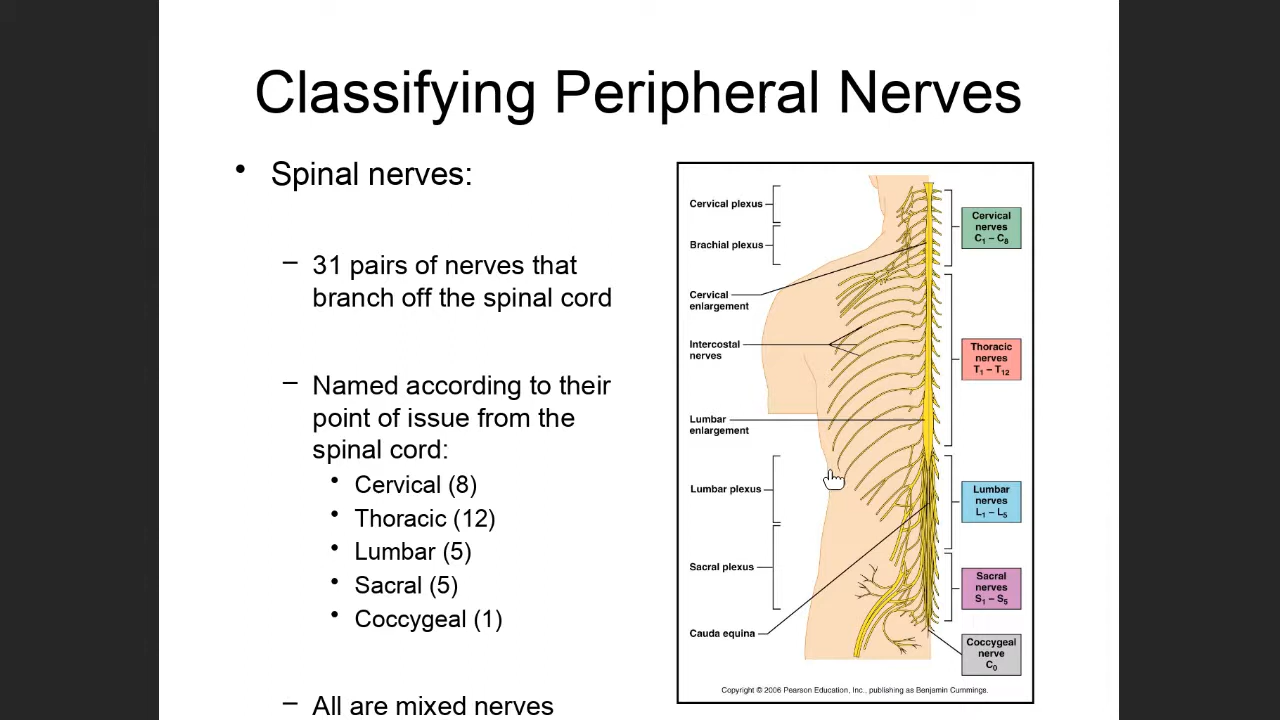 Classifying Peripheral Nerves
• Spinal nerves:
– 31 pairs of nerves that
branch off the spinal cord
– Named according to their
point of issue from the
spinal cord:
• Cervical (8)
• Thoracic (12)
• Lumbar (5)
• Sacral (5)
• Coccygeal (1)
– All are mixed nerves
Cervical plexus
Brachial plexus
Cervical
enlargement
Intercostal
nerves
Lumbar
enlargement
Lumbar plexus
Sacral plexus
Cauda equina
Cervical
nerves
C₁ – C₈
Thoracic
nerves
T₁ – T₁₂
Lumbar
nerves
L₁ – L₅
Sacral
nerves
S₁ – S₅
Coccygeal
nerve
C₀
Copyright © 2006 Pearson Education, Inc., publishing as Benjamin Cummings.